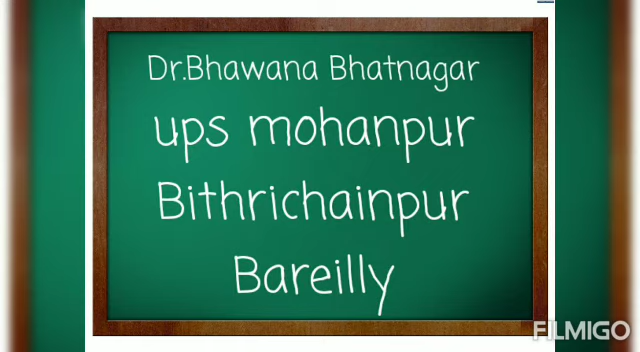 Dr.Bhawana Bhatnagar
ups mohanpur
Bithrichainpur
Bareilly
FILMIGO